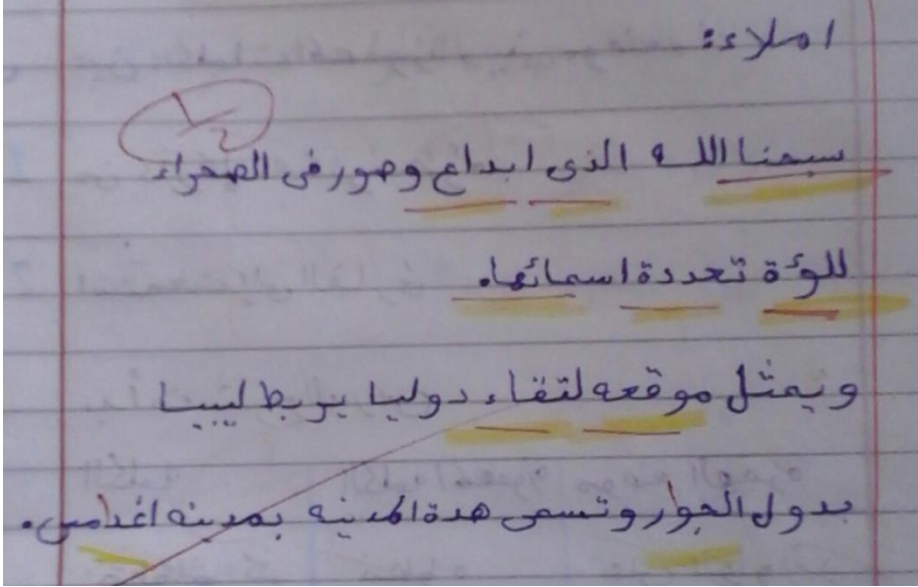 املاء:
سبحنا الله الذى ابداع وصور فى الصحراء
للوئة تعددة اسمائها.
ويمثل موقعه لتقاء دوليا يربط ليبيا
بدول الجوار وتسمى هدة المدينه بمدينه اغدامس.